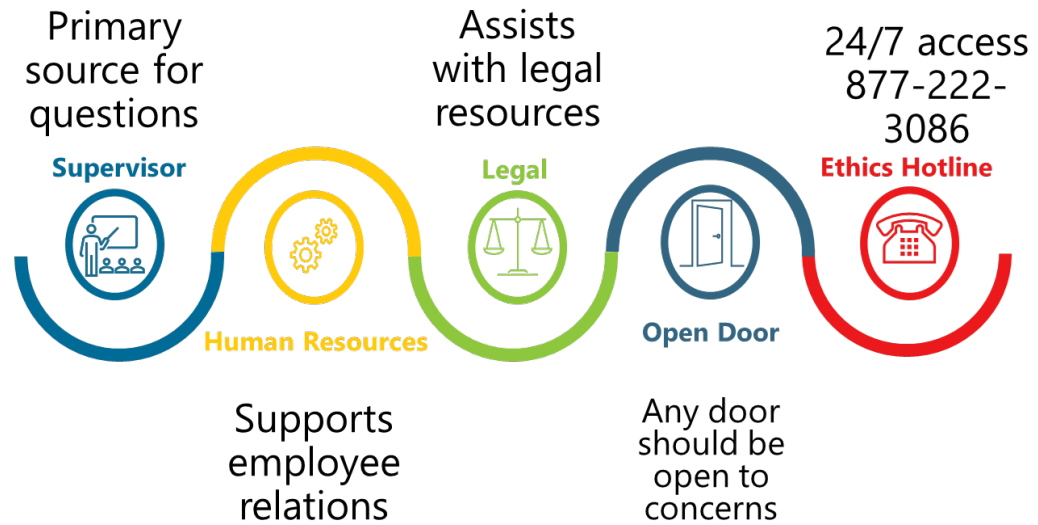 Primary
source for
questions
Supervisor
Human Resources
Supports
employee
relations
Assists
with legal
resources
Legal
Open Door
Any door
should be
open to
concerns
24/7 access
877-222-
3086
Ethics Hotline